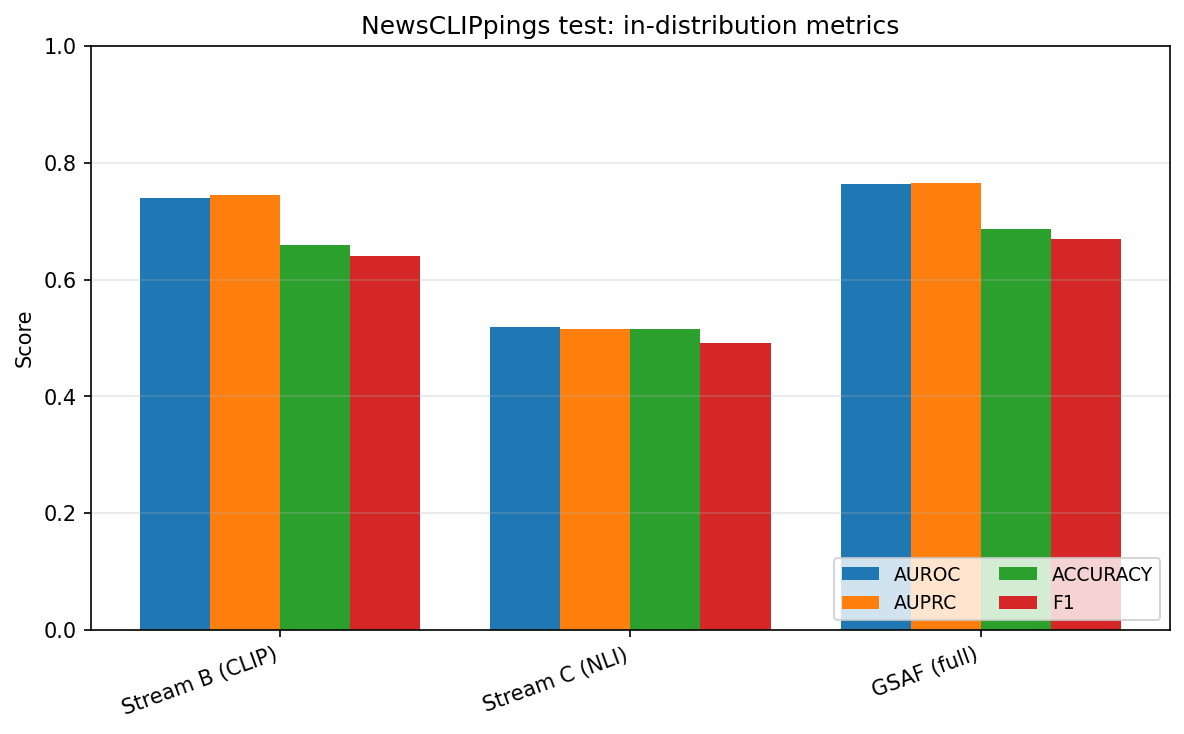 NewsCLIPpings test: in-distribution metrics
1.0
0.8
0.6
0.4
0.2
0.0
Score
AUROC
ACCURACY
AUPRC
F1
Stream B (CLIP)
Stream C (NLI)
GSAF (full)